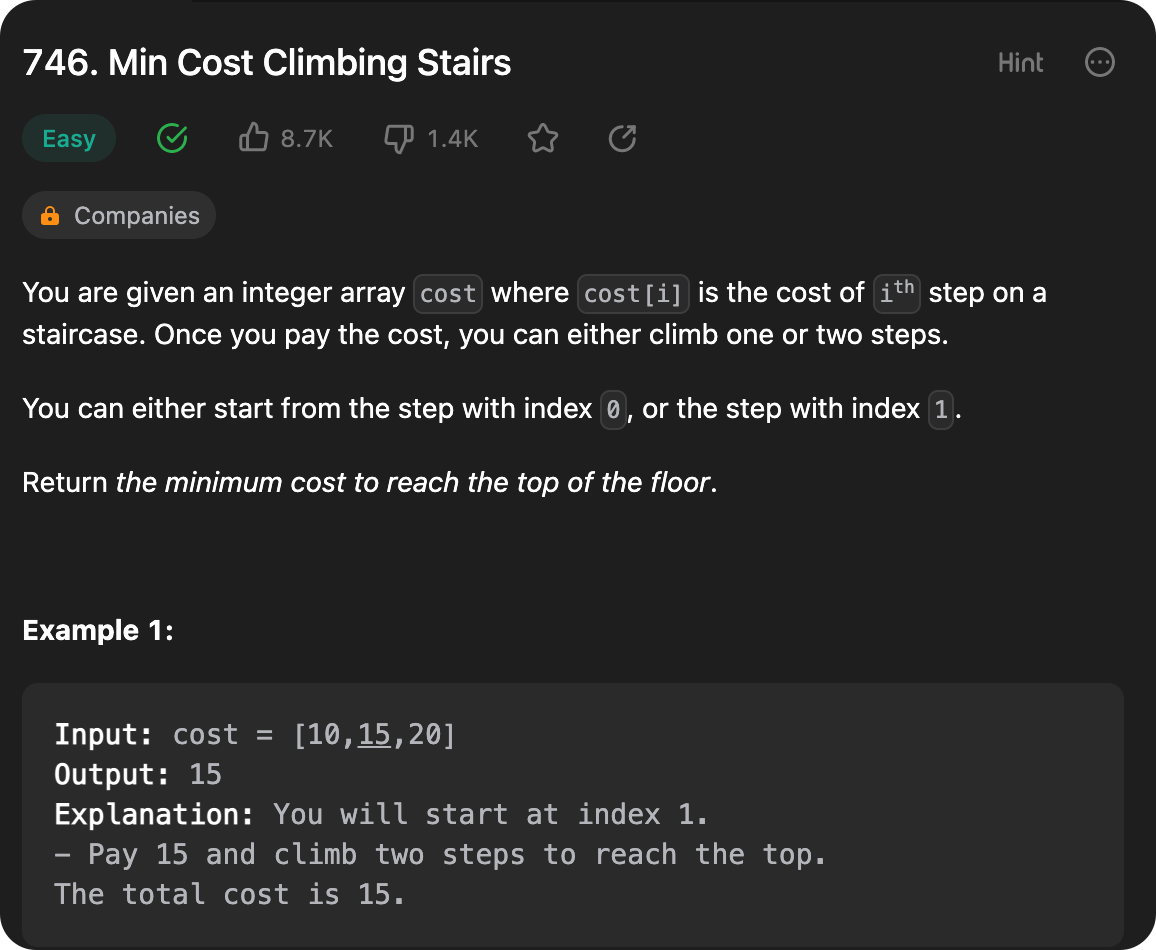 746. Min Cost Climbing Stairs
Hint
Easy
8.7K
1.4K
Companies
You are given an integer array cost where cost[i] is the cost of ith step on a
staircase. Once you pay the cost, you can either climb one or two steps.
You can either start from the step with index 0, or the step with index 1.
Return the minimum cost to reach the top of the floor.
Example 1:
Input: cost = [10,15,20]
Output: 15
Explanation: You will start at index 1.
- Pay 15 and climb two steps to reach the top.
The total cost is 15.